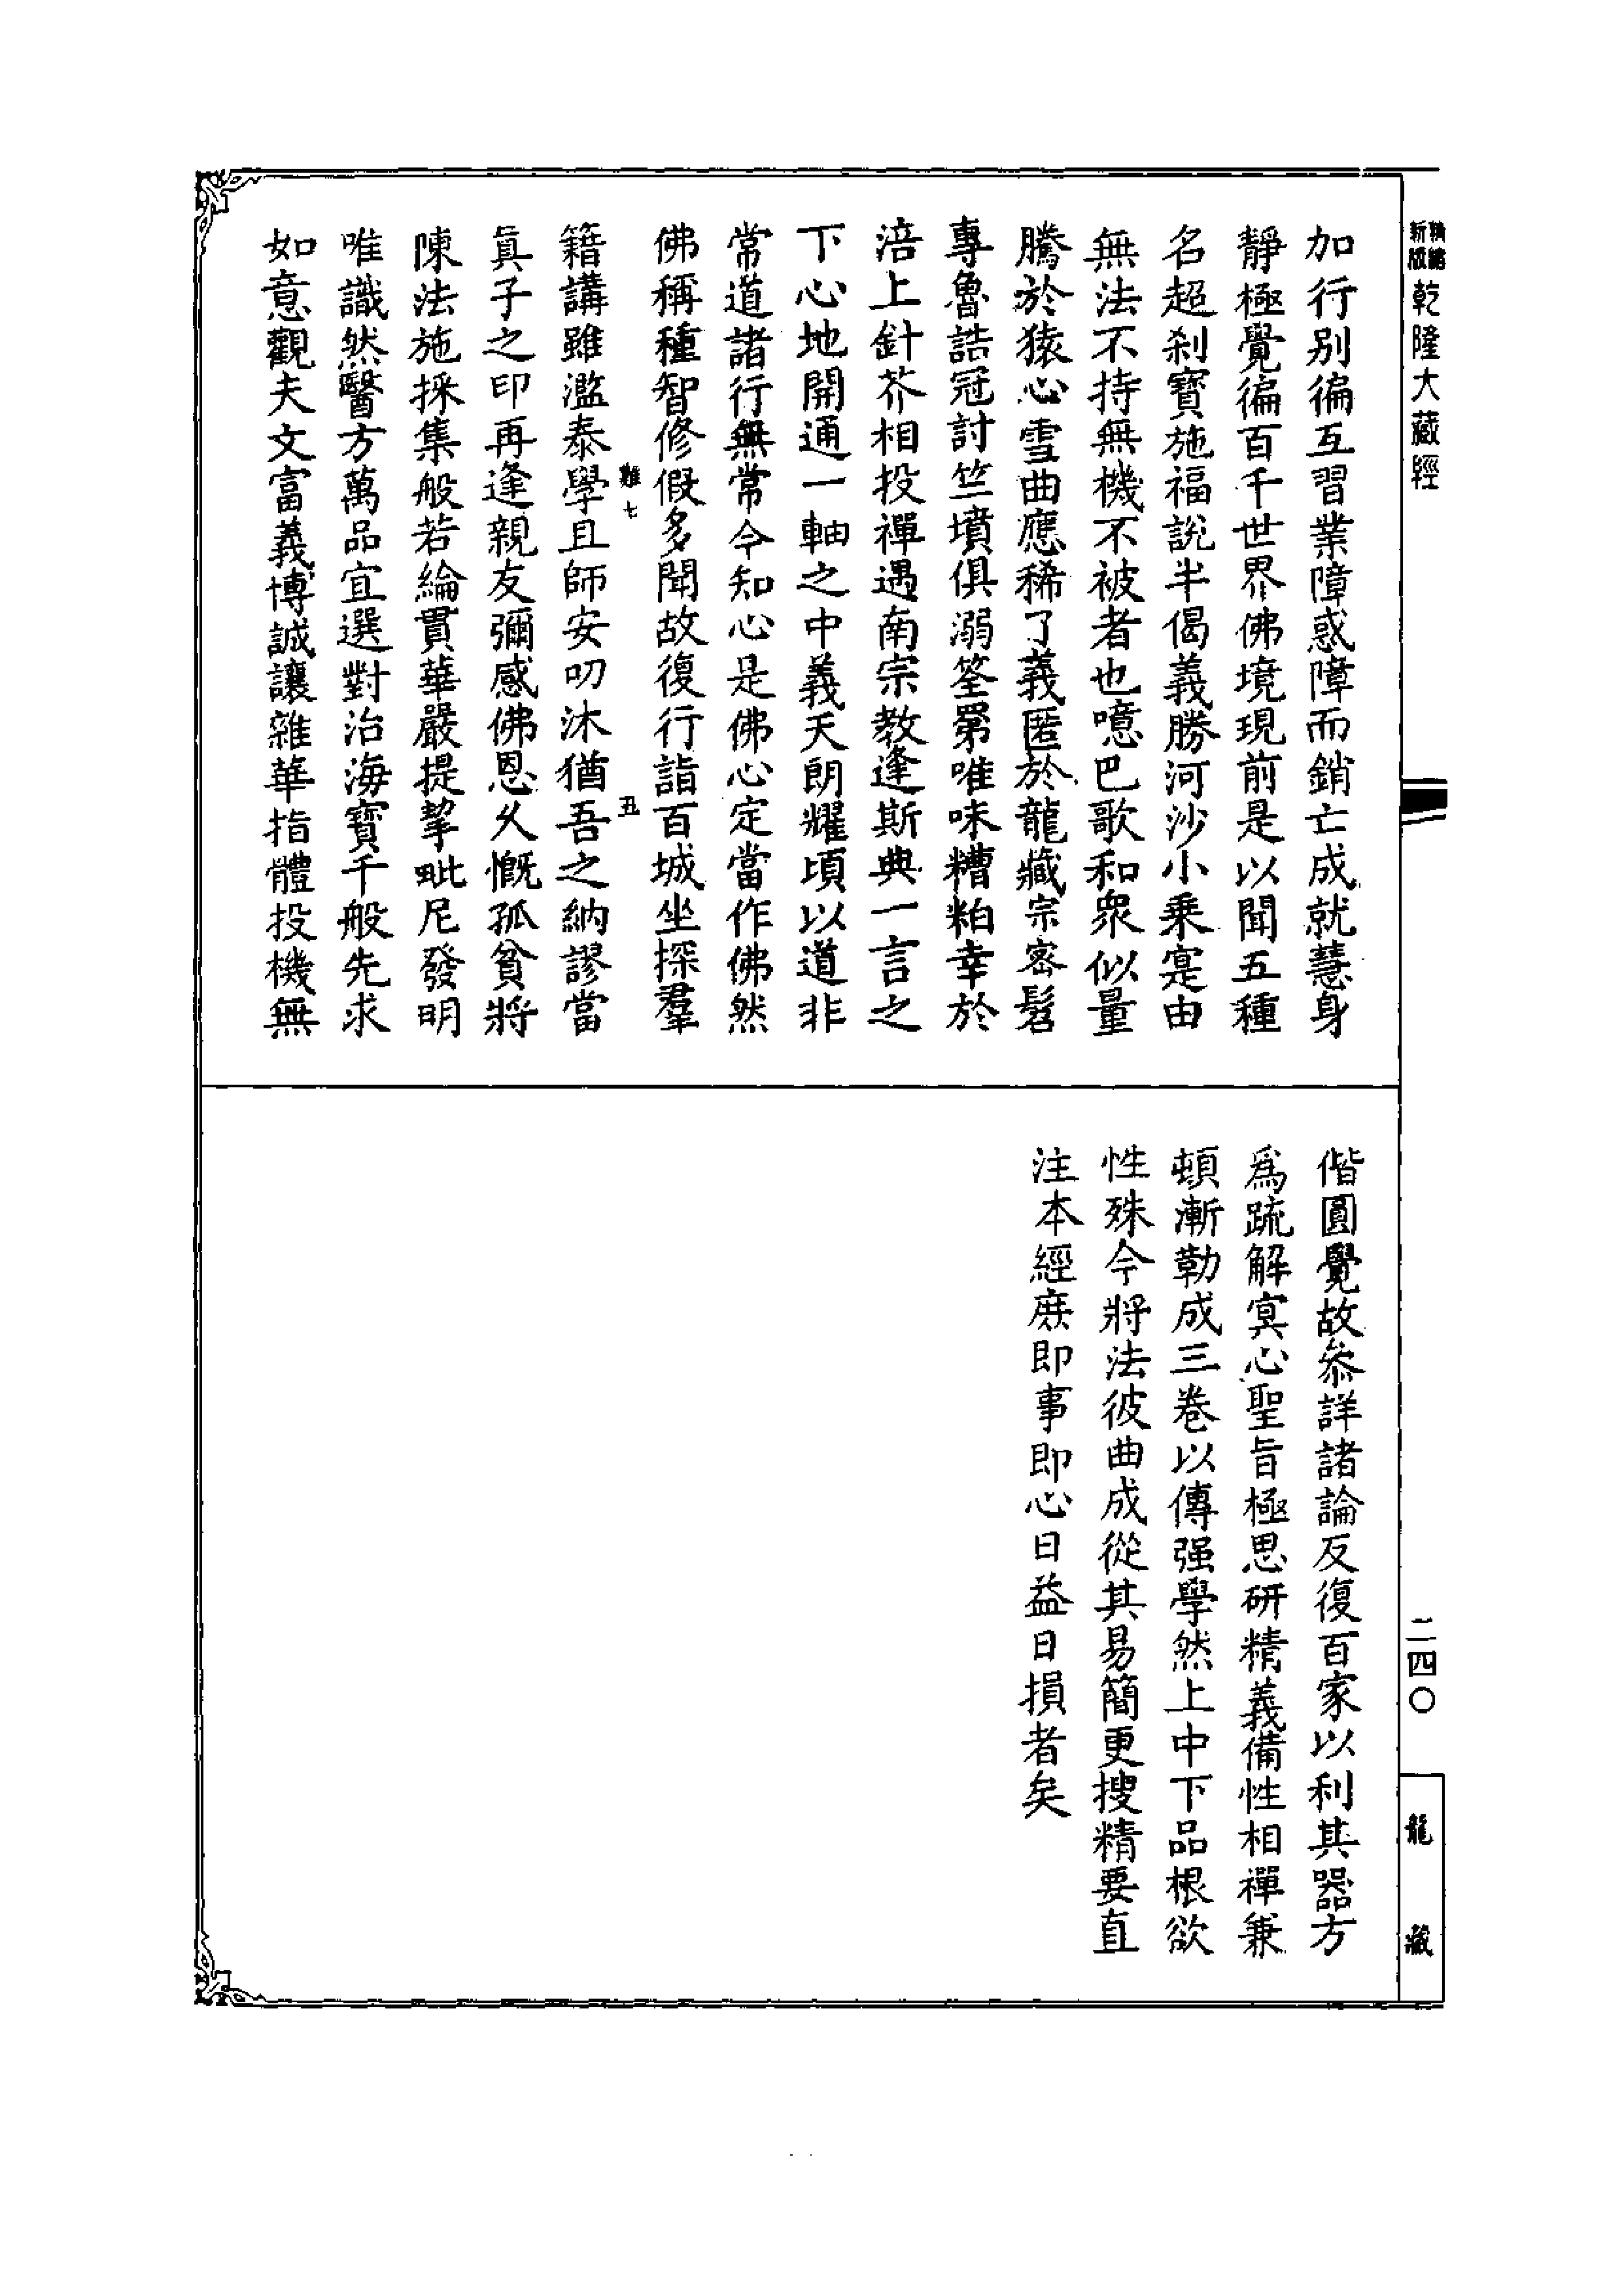 新版
精縮
乾隆大藏經
二四〇
龍藏
加行别徧互習業障惑障而銷亡成就慧身
靜極覺徧百千世界佛境現前是以聞五種
名超刹寶施福說半偈義勝河沙小乘寔由
無法不持無機不被者也噫巴歌和衆似量
騰於猿心雪曲應稀了義匿於龍藏宗密髫
專魯誥冠討竺墳俱溺筌罤唯味糟粕幸於
涪上針芥相投禪遇南宗教逢斯典一言之
下心地開通一軸之中義天朗耀頃以道非
常道諸行無常今知心是佛心定當作佛然
佛稱種智修假多聞故復行詣百城坐探羣
難七
五
籍講雖濫泰學且師安叨沐猶吾之納謬當
眞子之印再逢親友彌感佛恩久慨孤貧將
陳法施採集般若綸貫華嚴提挈毗尼發明
唯識然醫方萬品宜選對治海寶千般先求
如意觀夫文富義博誠讓雜華指體投機無
偕圓覺故叅詳諸論反復百家以利其器方
爲疏解冥心聖旨極思研精義備性相禪兼
頓漸勒成三卷以傳强學然上中下品根欲
性殊今將法彼曲成從其易簡更搜精要直
注本經庶即事即心日益日損者矣